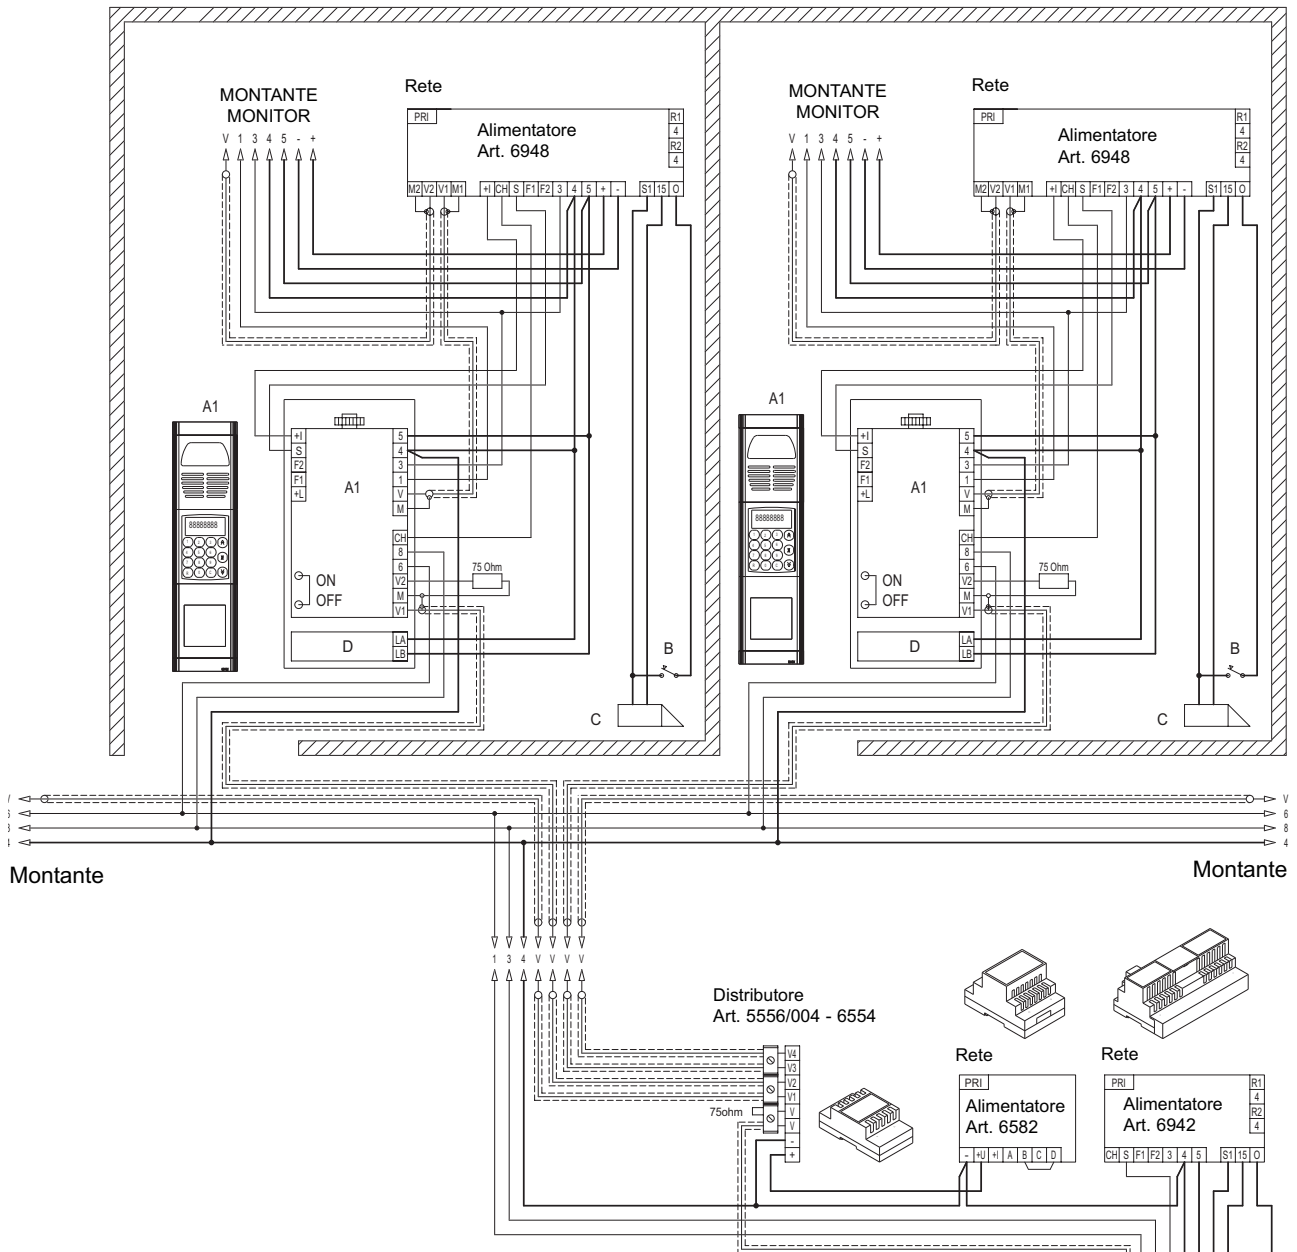 MONTANTE
MONITOR
V 1 3 4 5 - +
Rete
PRI
Alimentatore
Art. 6948
R1
4
R2
4
M2 V2 V1 M1 +I CH S F1 F2 3 4 5 + - S1 15 O
MONTANTE
MONITOR
V 1 3 4 5 - +
Rete
PRI
Alimentatore
Art. 6948
R1
4
R2
4
M2 V2 V1 M1 +I CH S F1 F2 3 4 5 + - S1 15 O
A1
88888888
+I
S
F2
F1
+L
A1
5
4
3
1
V
M
CH
8
6
V2
M
V1
ON
OFF
75 Ohm
D
LA
LB
B
C
A1
88888888
+I
S
F2
F1
+L
A1
5
4
3
1
V
M
CH
8
6
V2
M
V1
ON
OFF
75 Ohm
D
LA
LB
B
C
V
6
8
4
Montante
Montante
1 3 4 V V V V
Distributore
Art. 5556/004 - 6554
V4
V3
V2
V1
V
V
-
+
75ohm
Rete
PRI
Alimentatore
Art. 6582
- +U +I A B C D
Rete
PRI
Alimentatore
Art. 6942
R1
4
R2
4
CH S F1 F2 3 4 5 S1 15 O